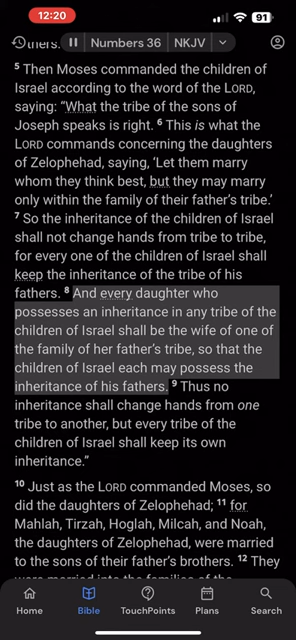 12:20
91
others.
Numbers 36
NKJV
5 Then Moses commanded the children of
Israel according to the word of the LORD,
saying: “What the tribe of the sons of
Joseph speaks is right. 6 This is what the
LORD commands concerning the daughters
of Zelophehad, saying, ‘Let them marry
whom they think best, but they may marry
only within the family of their father’s tribe.’
7 So the inheritance of the children of Israel
shall not change hands from tribe to tribe,
for every one of the children of Israel shall
keep the inheritance of the tribe of his
fathers. 8 And every daughter who
possesses an inheritance in any tribe of the
children of Israel shall be the wife of one of
the family of her father’s tribe, so that the
children of Israel each may possess the
inheritance of his fathers. 9 Thus no
inheritance shall change hands from one
tribe to another, but every tribe of the
children of Israel shall keep its own
inheritance.”
10 Just as the LORD commanded Moses, so
did the daughters of Zelophehad; 11 for
Mahlah, Tirzah, Hoglah, Milcah, and Noah,
the daughters of Zelophehad, were married
to the sons of their father’s brothers. 12 They
were married into the families of the
Home
Bible
TouchPoints
Plans
Search